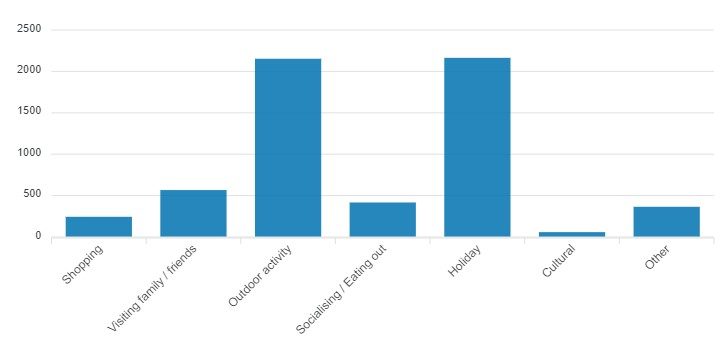 2500
2000
1500
1000
500
0
Shopping
Visiting family / friends
Outdoor activity
Socialising / Eating out
Holiday
Cultural
Other